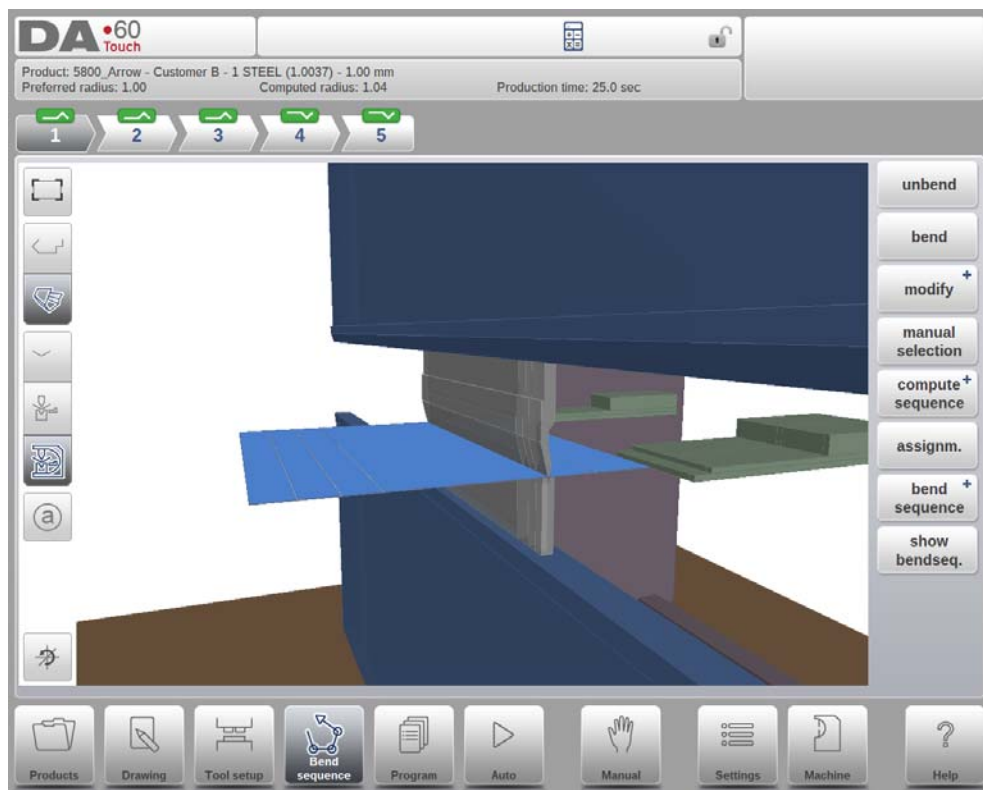 DA•60
Touch
Product: 5800_Arrow - Customer B - 1 STEEL (1.0037) - 1.00 mm
Preferred radius: 1.00 Computed radius: 1.04 Production time: 25.0 sec
1 2 3 4 5
unbend
bend
modify +
manual
selection
compute +
sequence
assignm.
bend +
sequence
show
bendseq.
a
Products Drawing Tool setup Bend
sequence Program Auto Manual Settings Machine Help